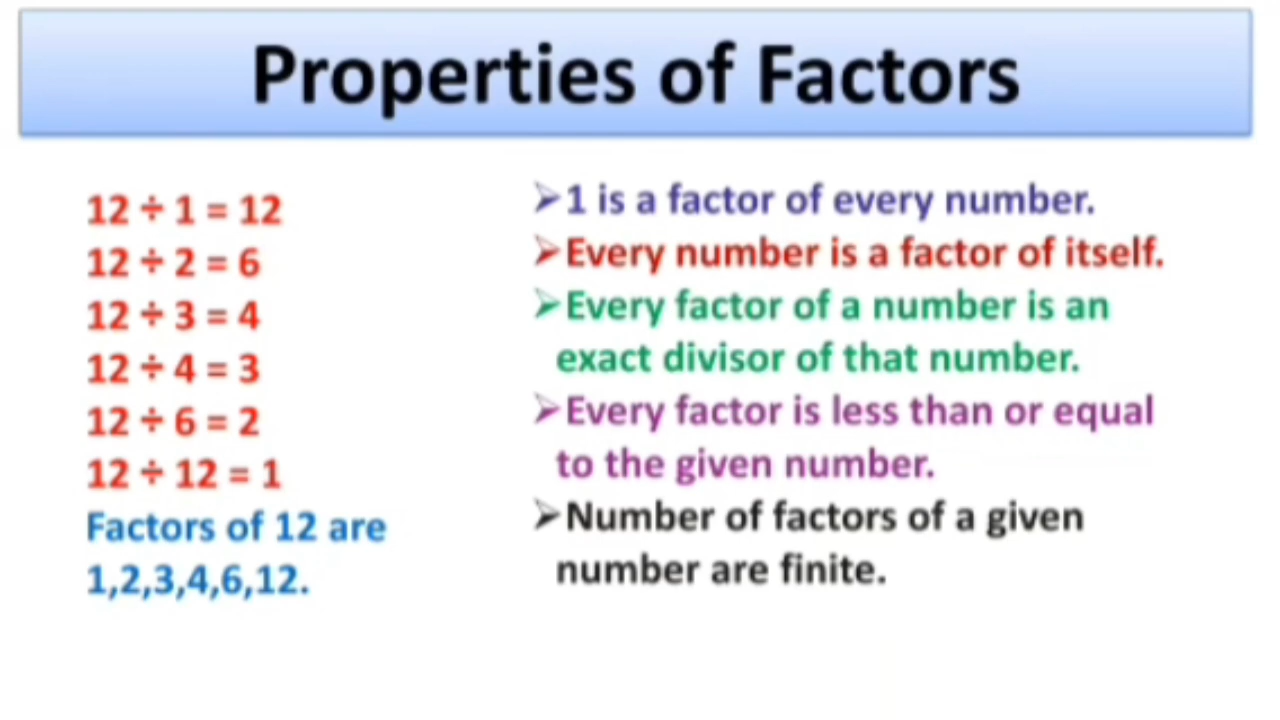 Properties of Factors
12 ÷ 1 = 12
12 ÷ 2 = 6
12 ÷ 3 = 4
12 ÷ 4 = 3
12 ÷ 6 = 2
12 ÷ 12 = 1
Factors of 12 are
1,2,3,4,6,12.
➢1 is a factor of every number.
➢Every number is a factor of itself.
➢Every factor of a number is an
exact divisor of that number.
➢Every factor is less than or equal
to the given number.
➢Number of factors of a given
number are finite.